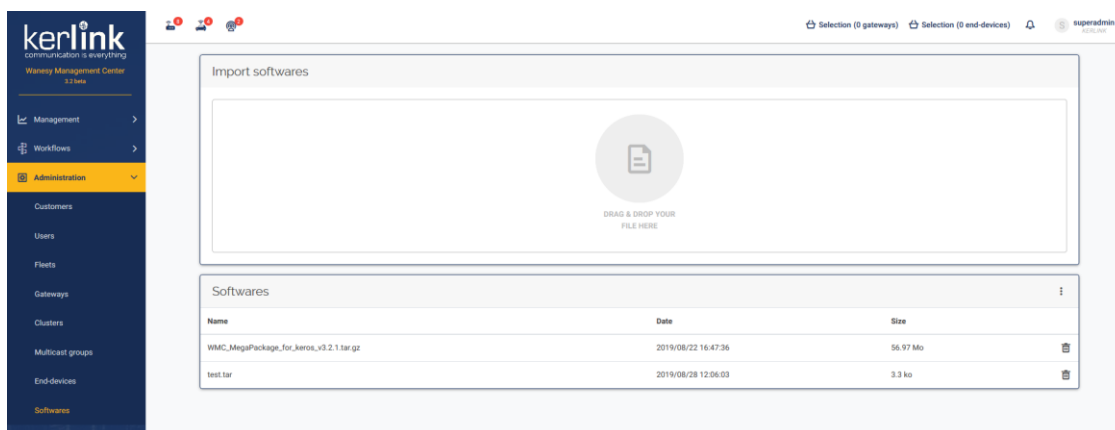 kerlink
communication is everything
Wanesy Management Center
3.2 beta
Management
Workflows
Administration
Customers
Users
Fleets
Gateways
Clusters
Multicast groups
End-devices
Softwares
Selection (0 gateways) Selection (0 end-devices) S superadmin
KERLINK
Import softwares
DRAG & DROP YOUR
FILE HERE
Softwares
Name Date Size
WMC_MegaPackage_for_keros_v3.2.1.tar.gz 2019/08/22 16:47:36 56.97 Mo
test.tar 2019/08/28 12:06:03 3.3 ko